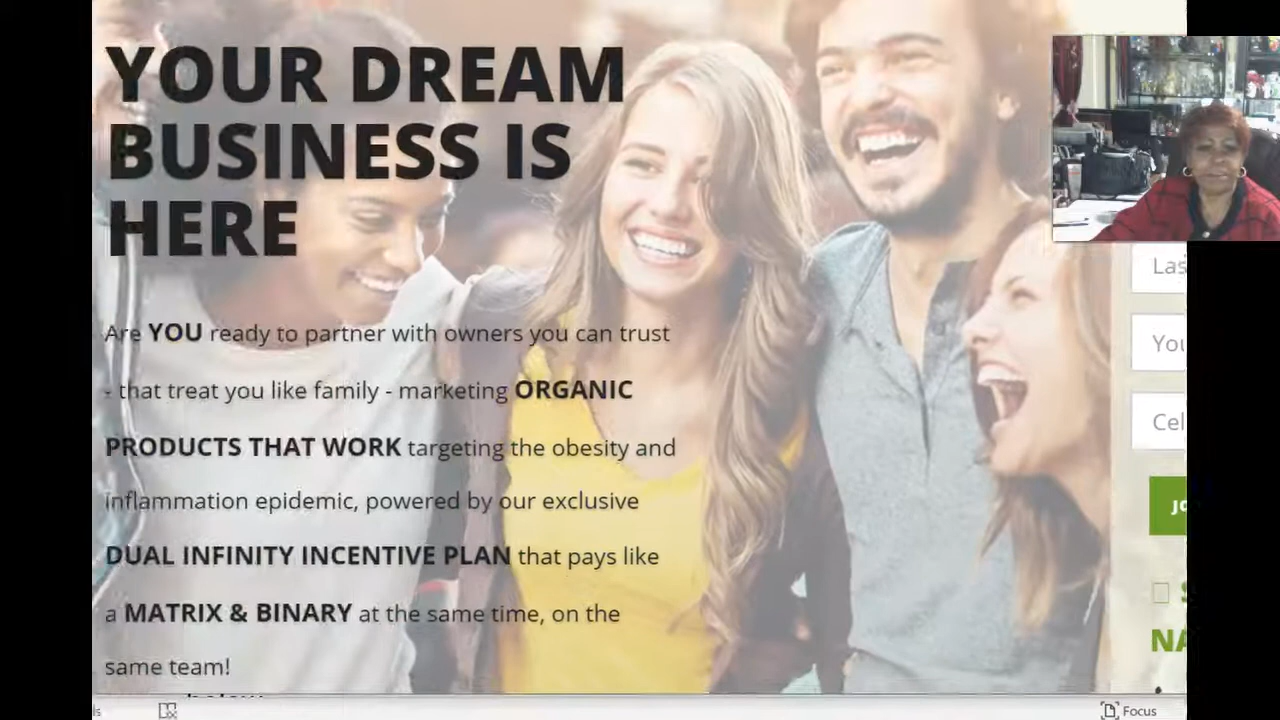 YOUR DREAM
BUSINESS IS
HERE
Are YOU ready to partner with owners you can trust
- that treat you like family - marketing ORGANIC
PRODUCTS THAT WORK targeting the obesity and
inflammation epidemic, powered by our exclusive
DUAL INFINITY INCENTIVE PLAN that pays like
a MATRIX & BINARY at the same time, on the
same team!
Focus